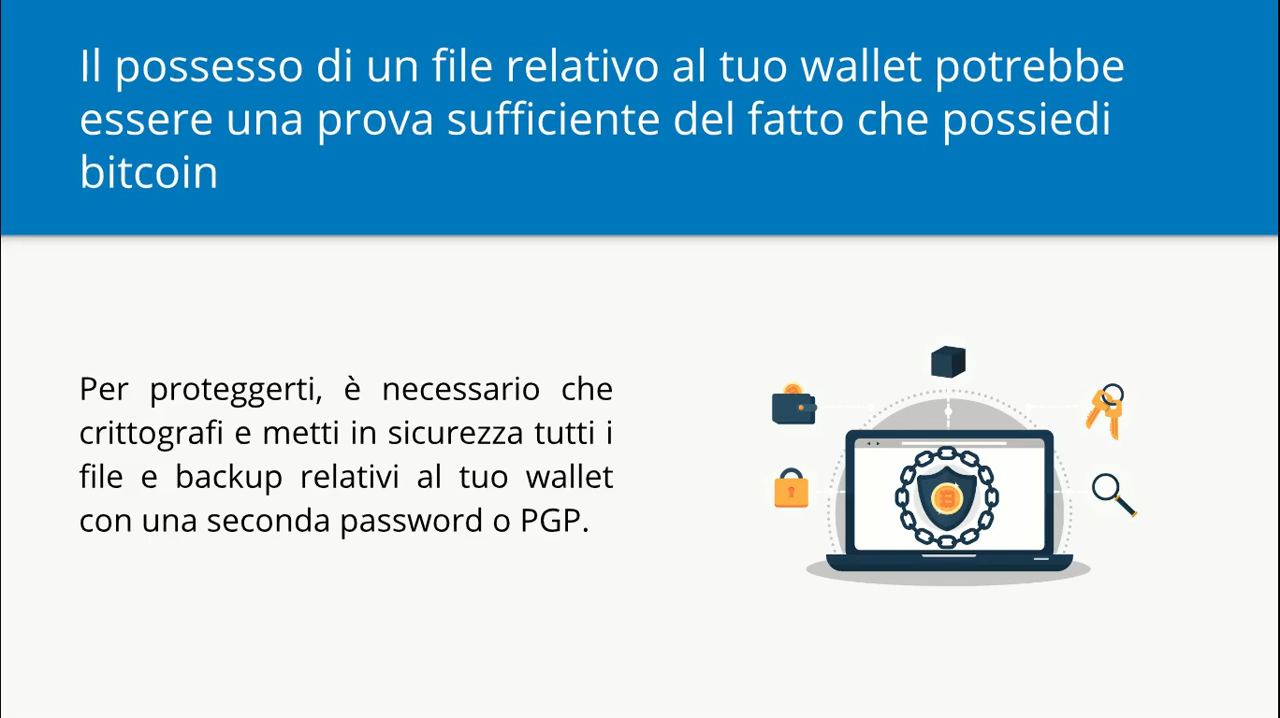 Il possesso di un file relativo al tuo wallet potrebbe
essere una prova sufficiente del fatto che possiedi
bitcoin
Per proteggerti, è necessario che
crittografi e metti in sicurezza tutti i
file e backup relativi al tuo wallet
con una seconda password o PGP.